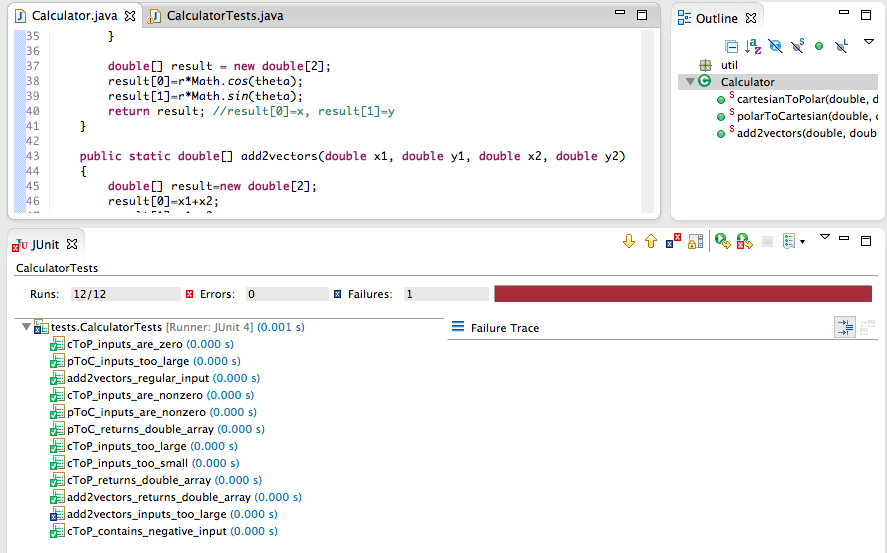 Calculator.java
CalculatorTests.java
35 }
36
37 double[] result = new double[2];
38 result[0]=r*Math.cos(theta);
39 result[1]=r*Math.sin(theta);
40 return result; //result[0]=x, result[1]=y
41 }
42
43 public static double[] add2vectors(double x1, double y1, double x2, double y2)
44 {
45 double[] result=new double[2];
46 result[0]=x1+x2;
Outline
util
Calculator
cartesianToPolar(double, d
polarToCartesian(double, c
add2vectors(double, doub
JUnit
CalculatorTests
Runs: 12/12 Errors: 0 Failures: 1
tests.CalculatorTests [Runner: JUnit 4] (0.001 s)
cToP_inputs_are_zero (0.000 s)
pToC_inputs_too_large (0.000 s)
add2vectors_regular_input (0.000 s)
cToP_inputs_are_nonzero (0.000 s)
pToC_inputs_are_nonzero (0.000 s)
pToC_returns_double_array (0.000 s)
cToP_inputs_too_large (0.000 s)
cToP_inputs_too_small (0.000 s)
cToP_returns_double_array (0.000 s)
add2vectors_returns_double_array (0.000 s)
add2vectors_inputs_too_large (0.000 s)
cToP_contains_negative_input (0.000 s)
Failure Trace